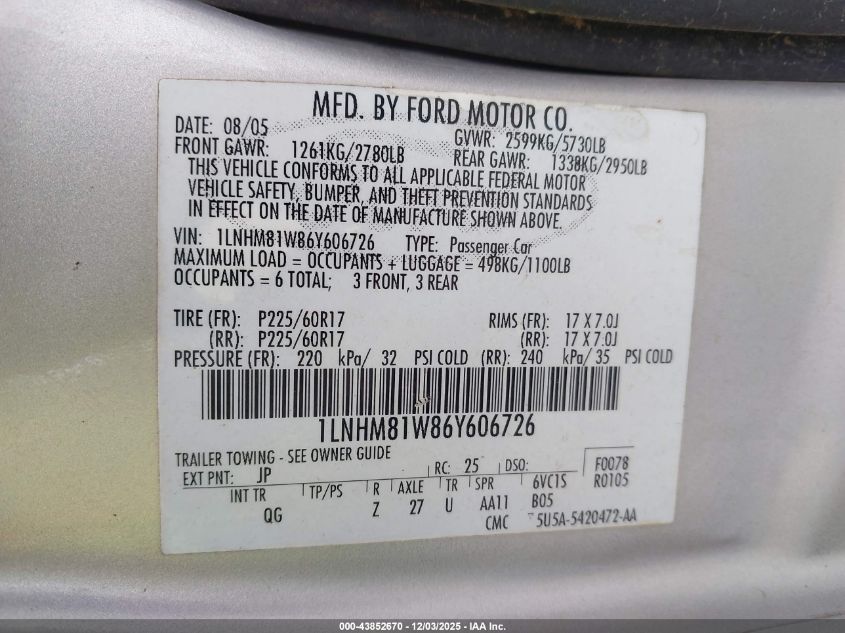 MFD. BY FORD MOTOR CO.
DATE: 08/05 GVWR: 2599KG/5730LB
FRONT GAWR: 1261KG/2780LB REAR GAWR: 1338KG/2950LB
THIS VEHICLE CONFORMS TO ALL APPLICABLE FEDERAL MOTOR
VEHICLE SAFETY, BUMPER, AND THEFT PREVENTION STANDARDS
IN EFFECT ON THE DATE OF MANUFACTURE SHOWN ABOVE.
VIN: 1LNHM81W86Y606726 TYPE: Passenger Car
MAXIMUM LOAD = OCCUPANTS + LUGGAGE = 498KG/1100LB
OCCUPANTS = 6 TOTAL; 3 FRONT, 3 REAR
TIRE (FR): P225/60R17 RIMS (FR): 17 X 7.0J
(RR): P225/60R17 (RR): 17 X 7.0J
PRESSURE (FR): 220 kPa/ 32 PSI COLD (RR): 240 kPa/ 35 PSI COLD
1LNHM81W86Y606726
TRAILER TOWING - SEE OWNER GUIDE
EXT PNT: JP RC: 25 DSO: F0078
INT TR TP/PS R AXLE TR SPR 6VC1S R0105
QG Z 27 U AA11 B05
CMC 5U5A-5420472-AA
000-43852670 - 12/03/2025 - IAA Inc.